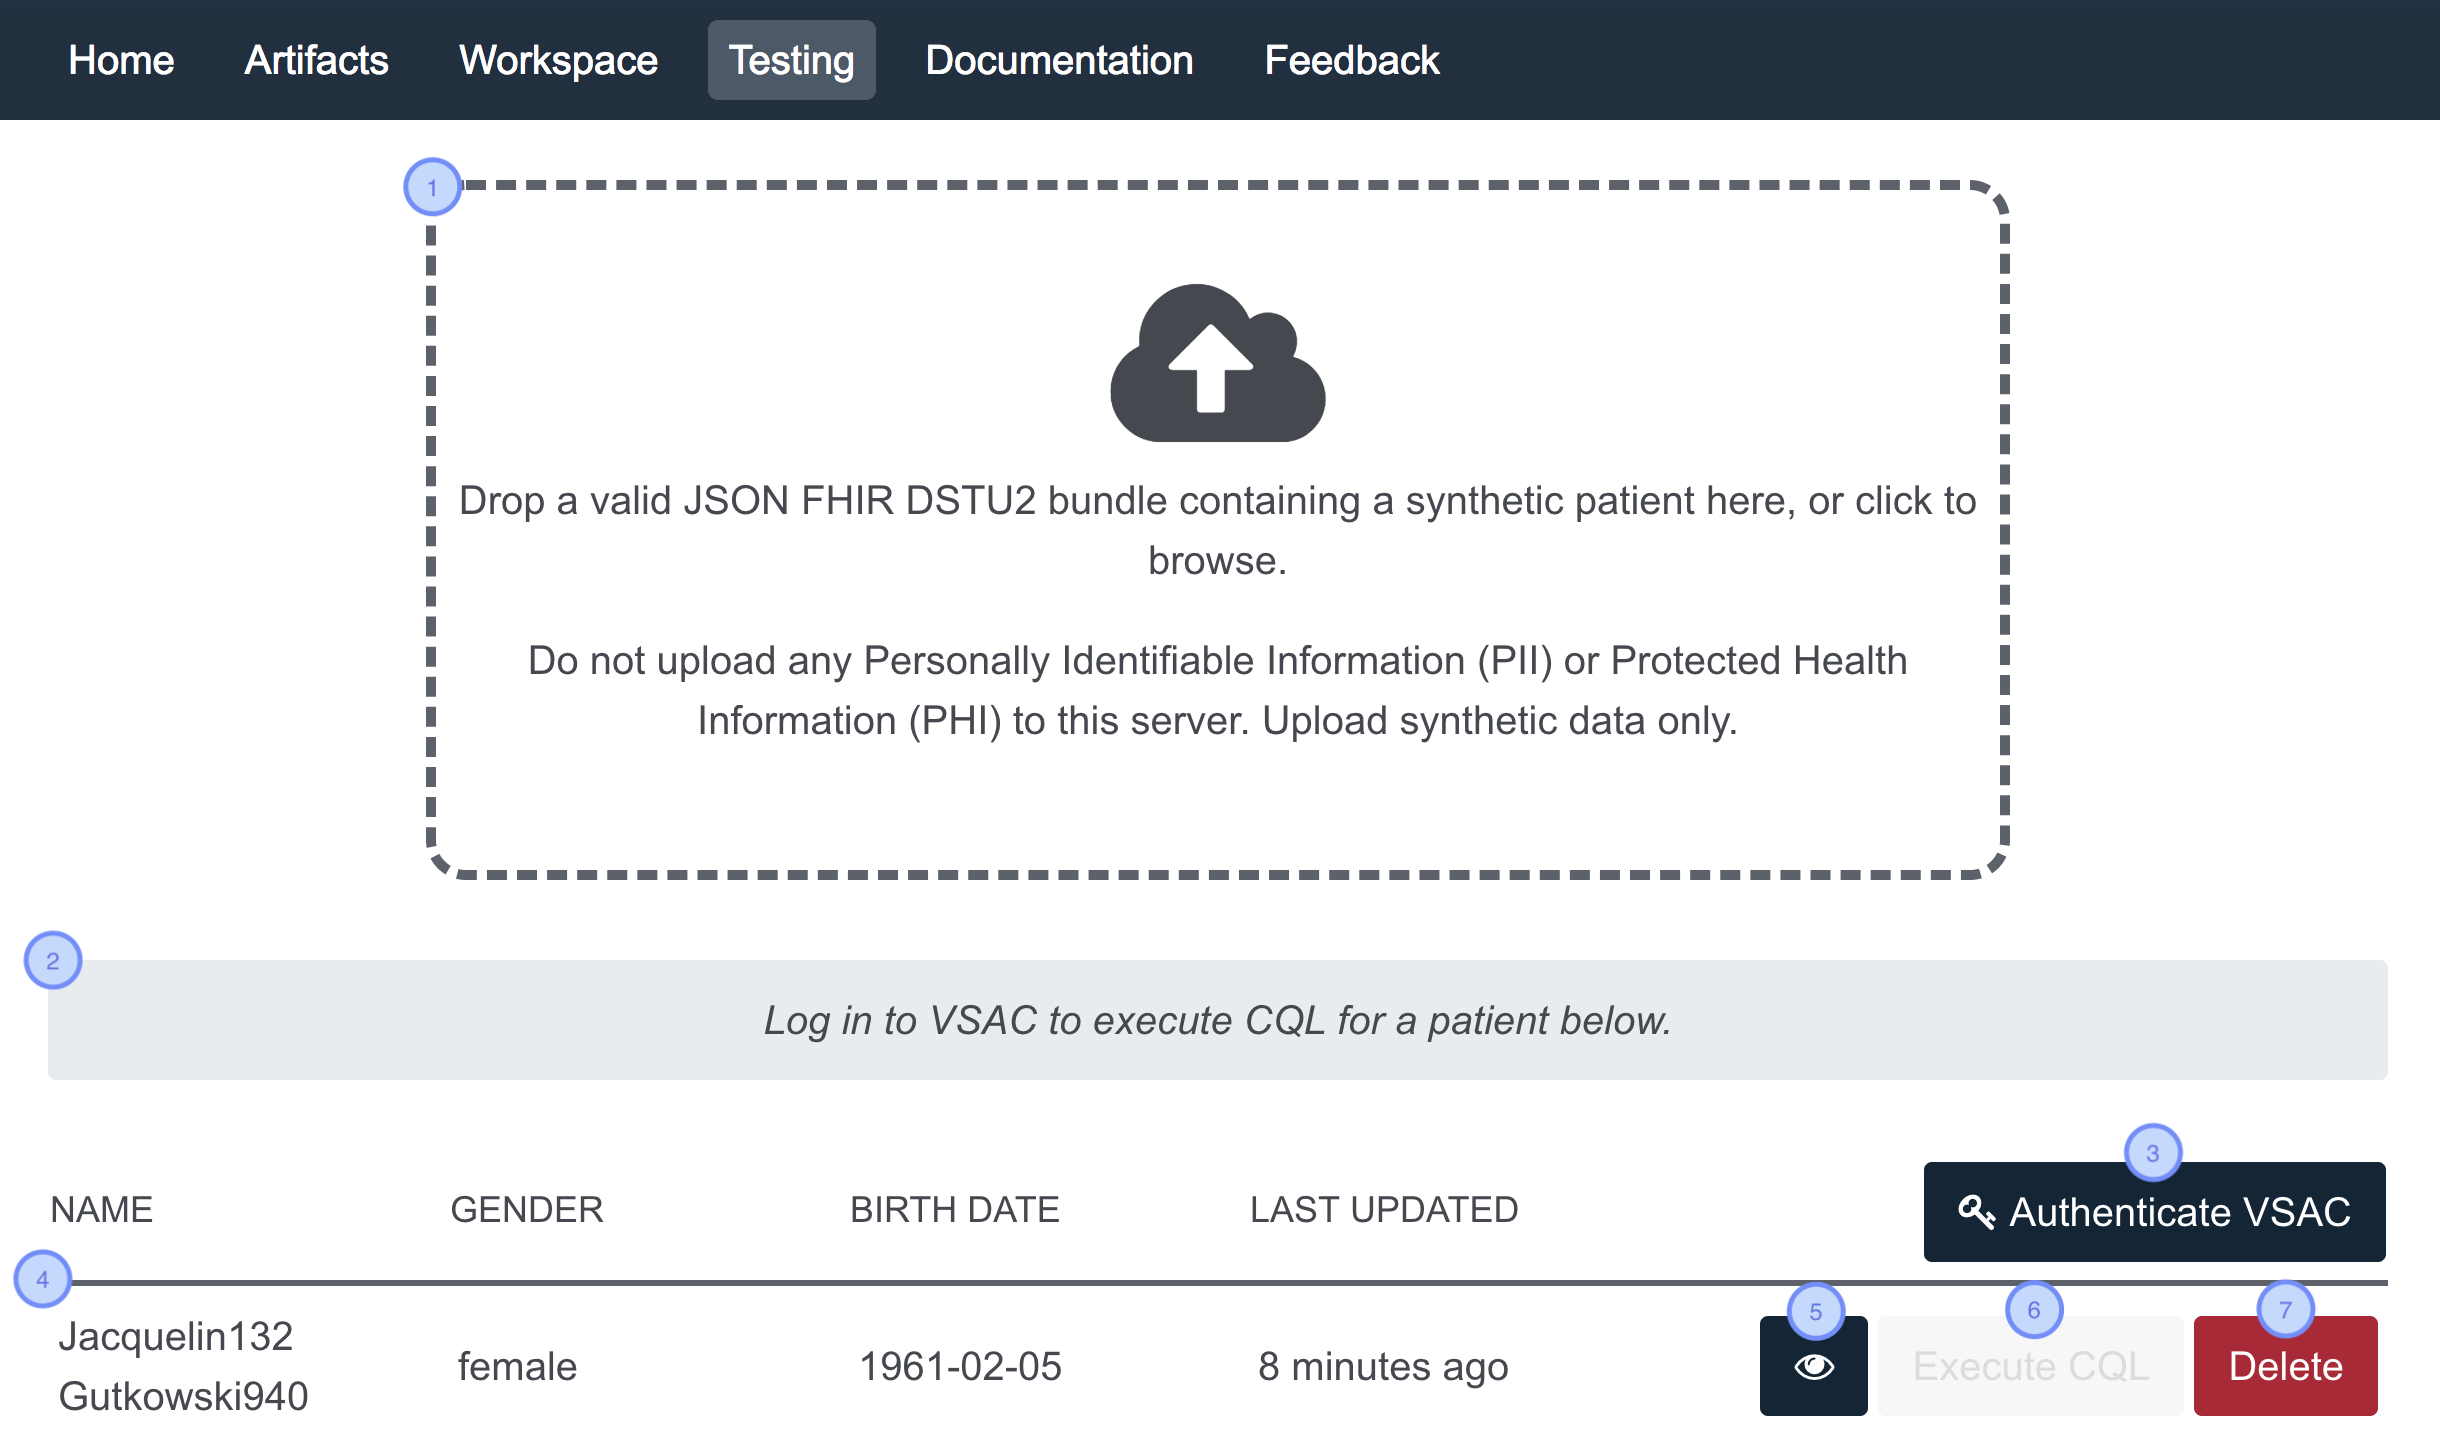 Home Artifacts Workspace Testing Documentation Feedback
1
Drop a valid JSON FHIR DSTU2 bundle containing a synthetic patient here, or click to
browse.
Do not upload any Personally Identifiable Information (PII) or Protected Health
Information (PHI) to this server. Upload synthetic data only.
2
Log in to VSAC to execute CQL for a patient below.
3
NAME GENDER BIRTH DATE LAST UPDATED Authenticate VSAC
4
5 6 7
Jacquelin132
female 1961-02-05 8 minutes ago Execute CQL Delete
Gutkowski940